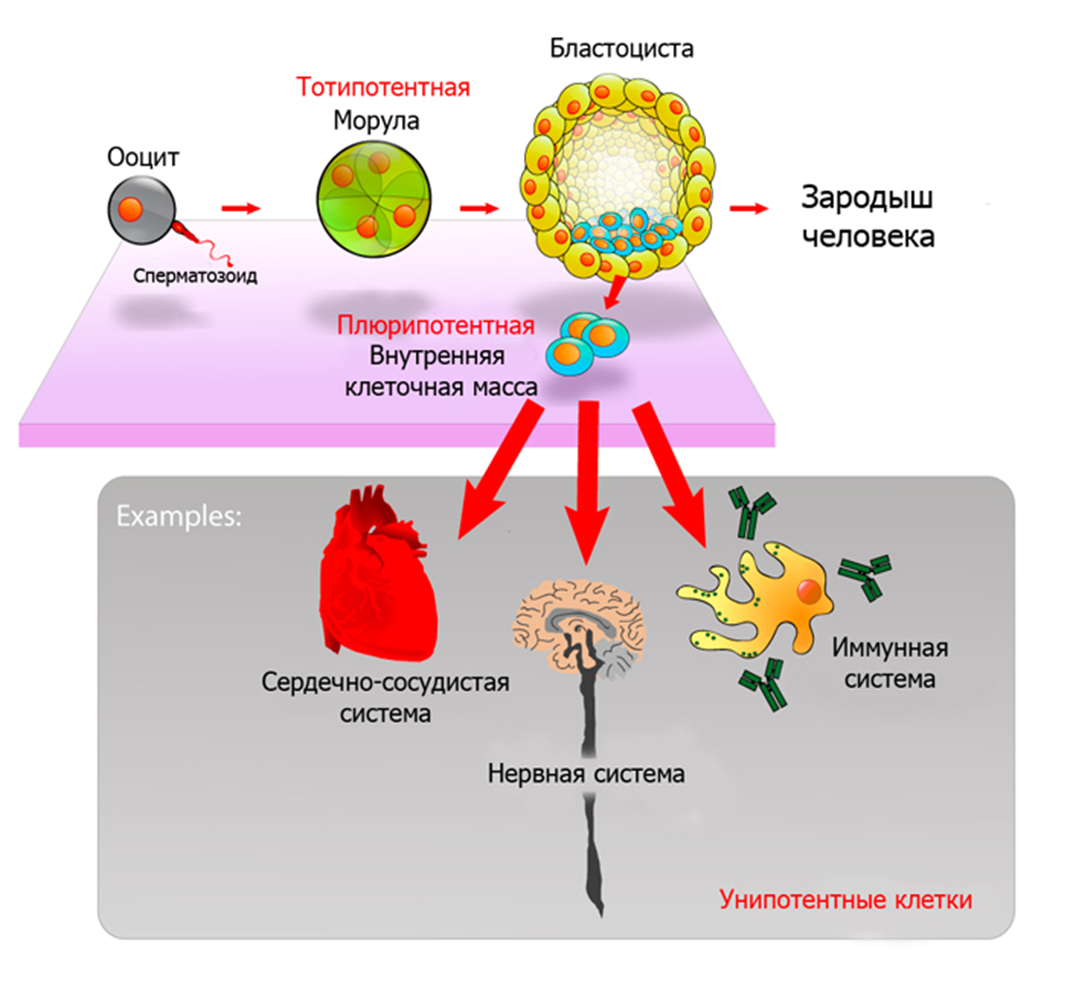 Бластоциста
Тотипотентная
Морула
Ооцит
Зародыш
человека
Сперматозоид
Плюрипотентная
Внутренняя
клеточная масса
Examples:
Иммунная
система
Сердечно-сосудистая
система
Нервная система
Унипотентные клетки